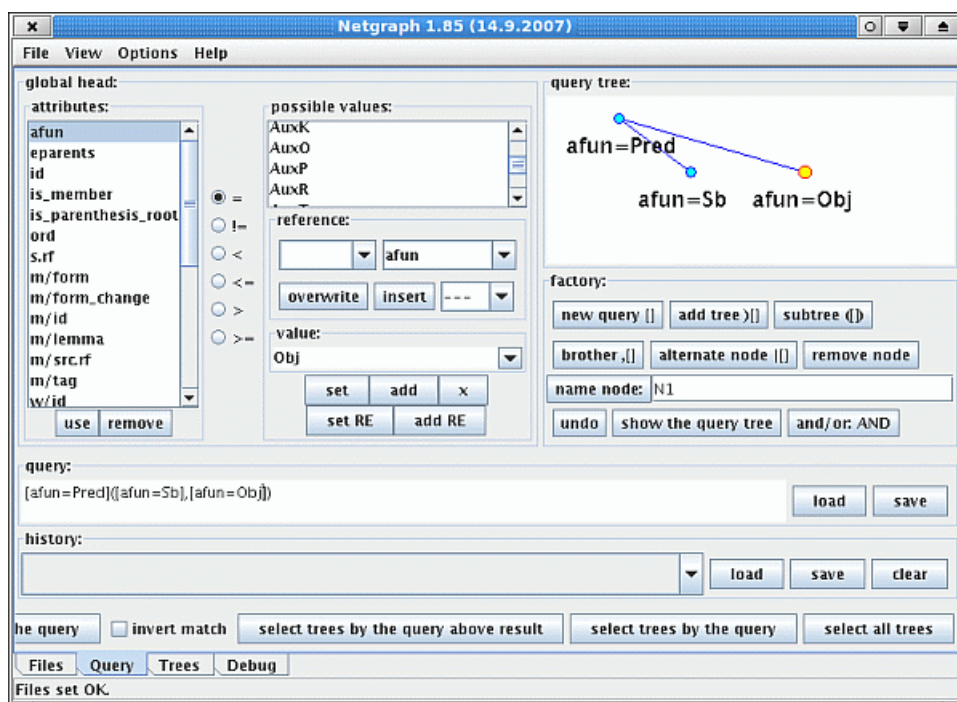 Netgraph 1.85 (14.9.2007)
File View Options Help
global head:
attributes:
afun
eparents
id
is_member
is_parenthesis_root
ord
s.rf
m/form
m/form_change
m/id
m/lemma
m/src.rf
m/tag
w/id
use remove
=
!=
<
<=
>
>=
possible values:
AuxK
AuxO
AuxP
AuxR
reference:
afun
overwrite insert ---
value:
Obj
set add x
set RE add RE
query tree:
afun=Pred
afun=Sb afun=Obj
factory:
new query [] add tree )[] subtree ([])
brother ,[] alternate node |[] remove node
name node: N1
undo show the query tree and/or: AND
query:
[afun=Pred]([afun=Sb],[afun=Obj])
load save
history:
load save clear
he query invert match select trees by the query above result select trees by the query select all trees
Files Query Trees Debug
Files set OK.